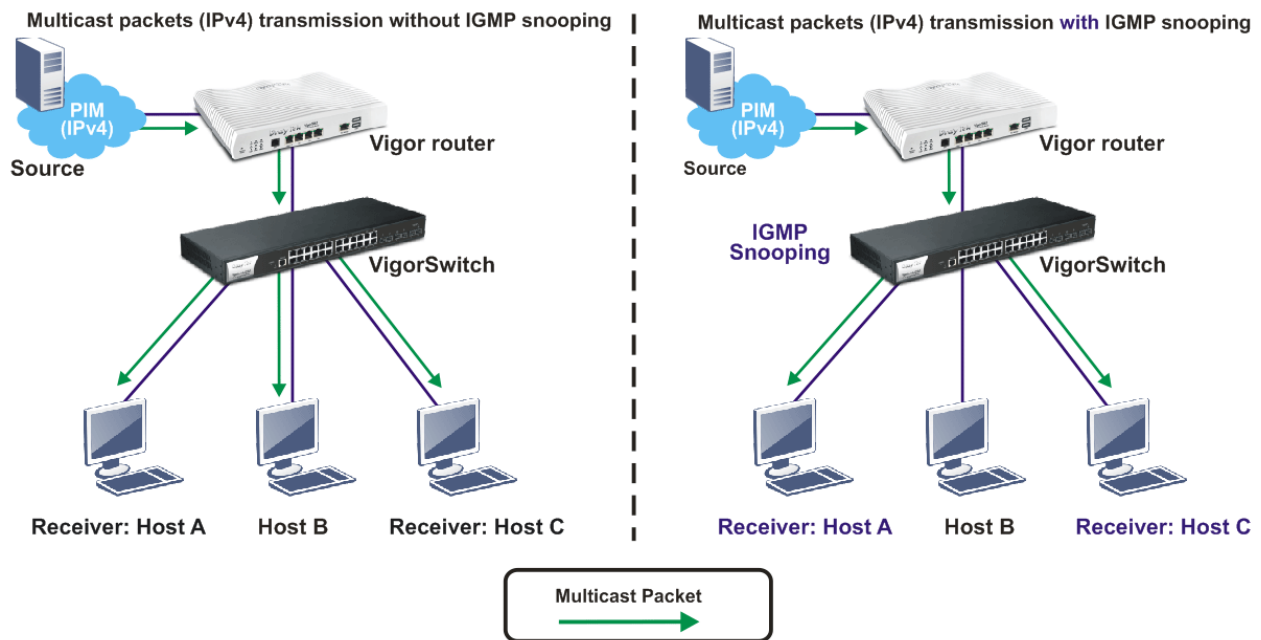 Multicast packets (IPv4) transmission without IGMP snooping
PIM
(IPv4)
Source
Vigor router
VigorSwitch
Receiver: Host A
Host B
Receiver: Host C
Multicast packets (IPv4) transmission with IGMP snooping
PIM
(IPv4)
Source
Vigor router
IGMP
Snooping
VigorSwitch
Receiver: Host A
Host B
Receiver: Host C
Multicast Packet